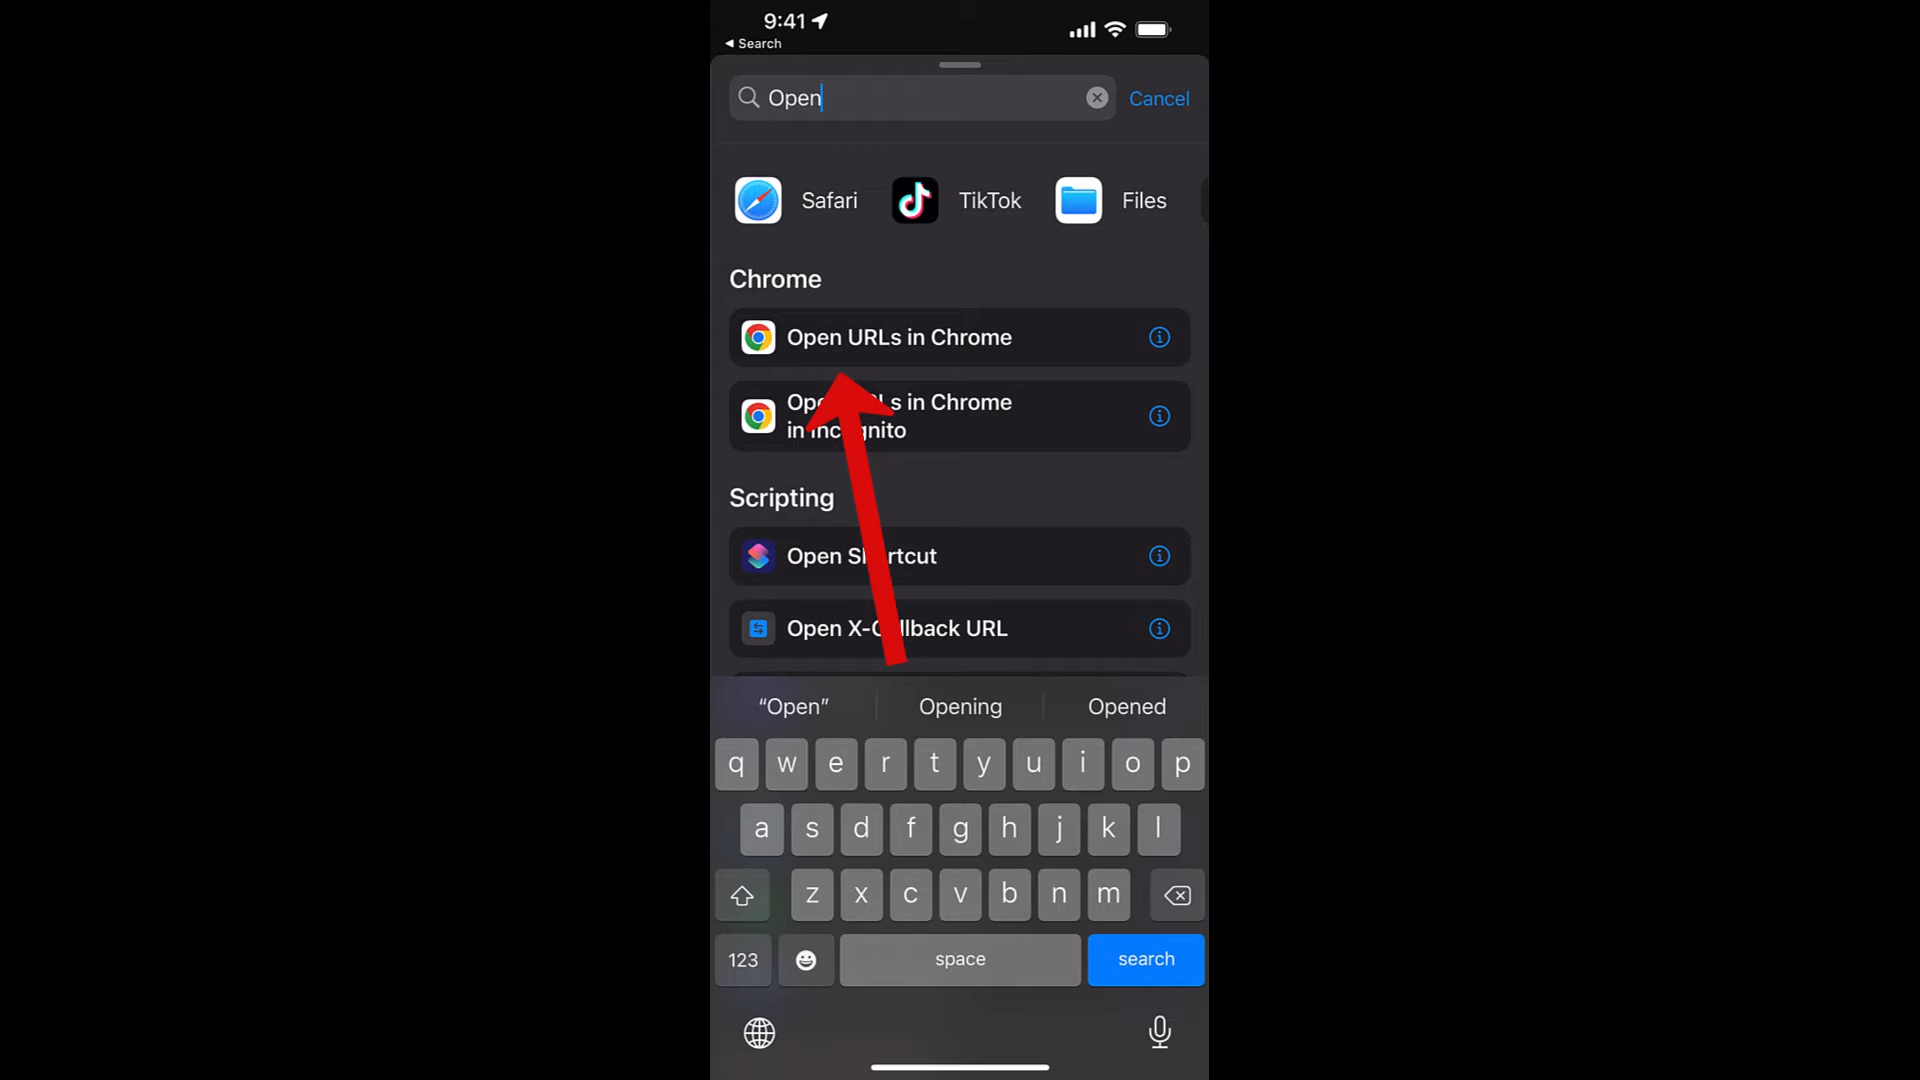 9:41
Search
Open
Cancel
Safari
TikTok
Files
Chrome
Open URLs in Chrome
Open URLs in Chrome
in Incognito
Scripting
Open Shortcut
Open X-Callback URL
“Open”
Opening
Opened
q w e r t y u i o p
a s d f g h j k l
z x c v b n m
123
space
search